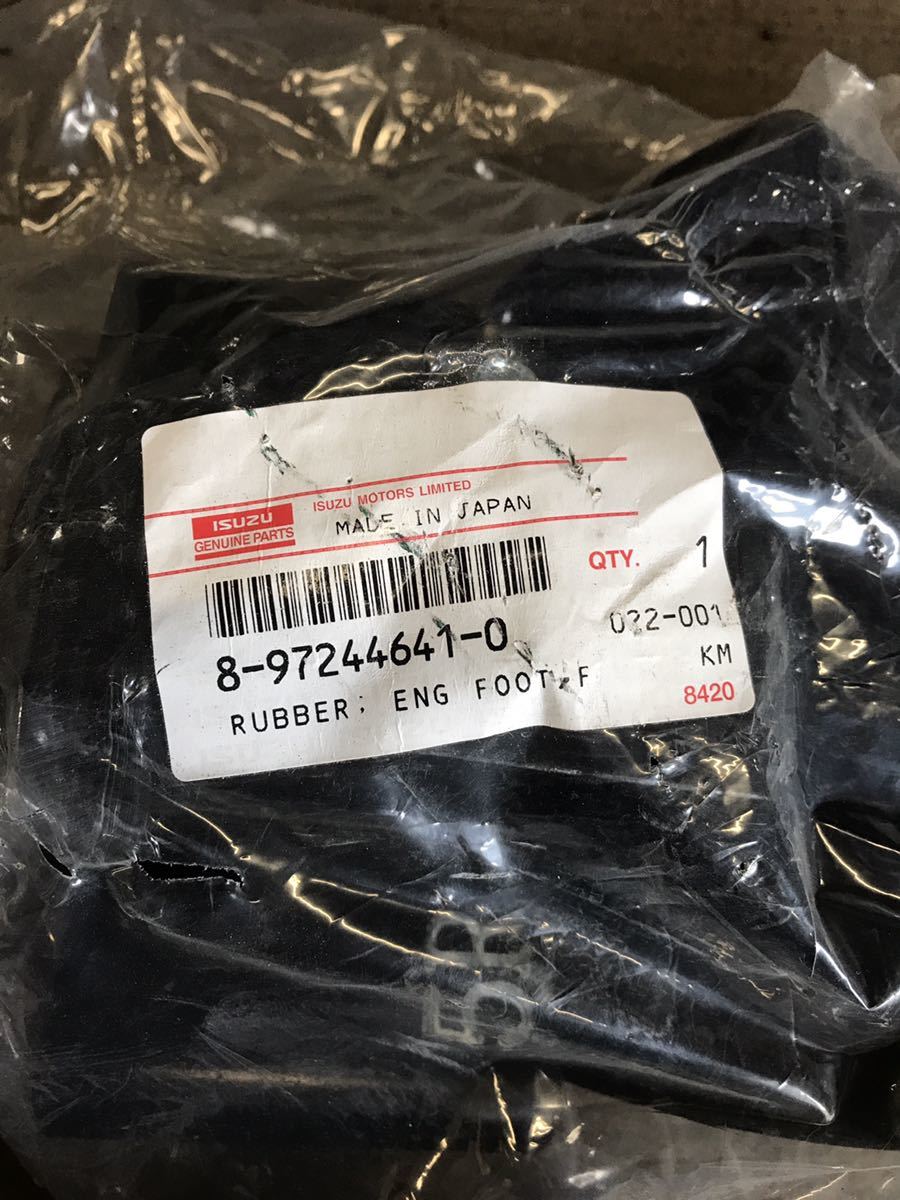 ISUZU MOTORS LIMITED
ISUZU
GENUINE PARTS
MADE IN JAPAN
QTY. 1
8-97244641-0
022-001
RUBBER; ENG FOOT, F
KM
8420